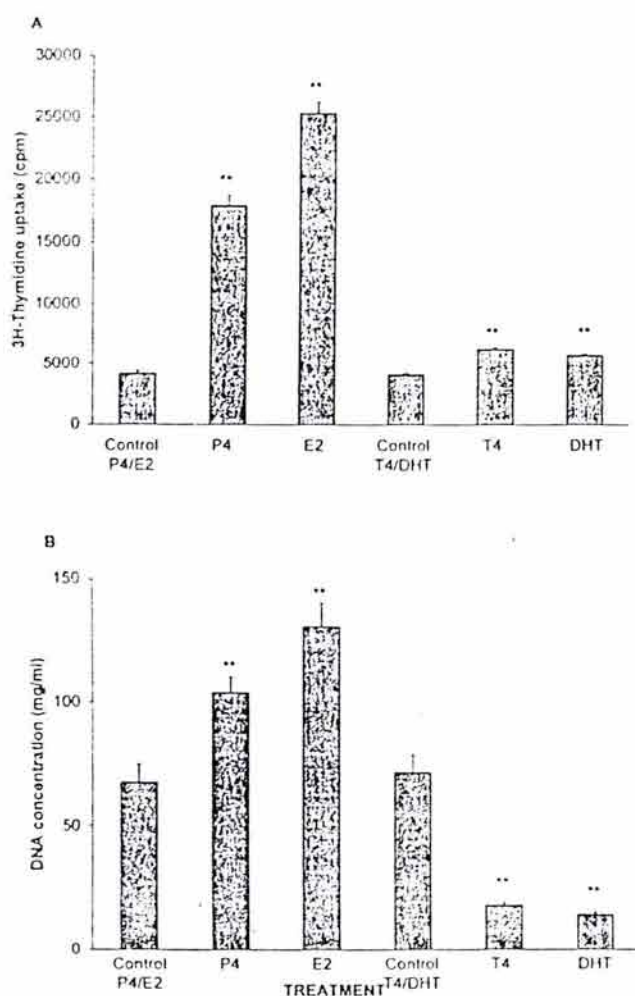 A
30000
25000
20000
15000
10000
5000
0
3H-Thymidine uptake (cpm)
**
**
**
**
Control P4/E2
P4
E2
Control T4/DHT
T4
DHT
B
150
100
50
0
DNA concentration (mg/ml)
**
**
**
**
Control P4/E2
P4
E2
Control T4/DHT
T4
DHT
TREATMENT